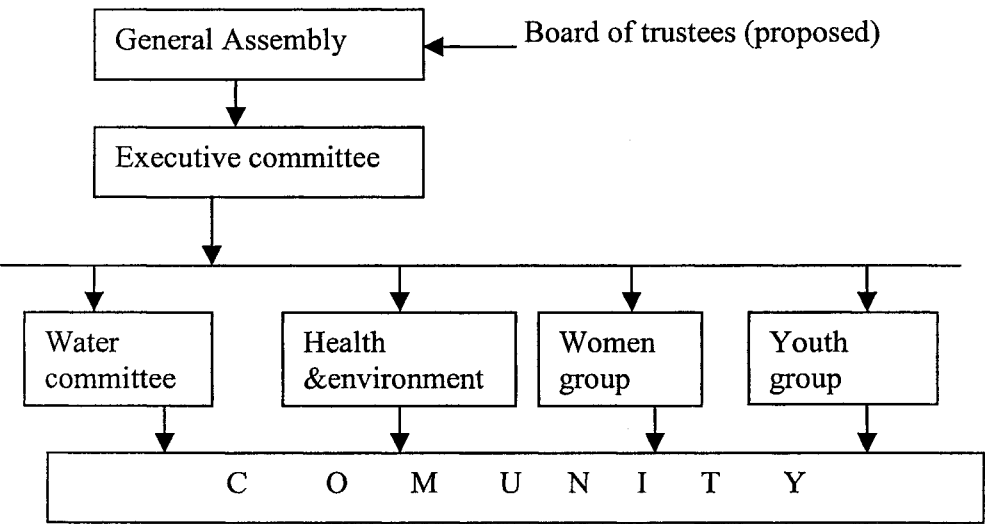 General Assembly
Board of trustees (proposed)
Executive committee
Water
committee
Health
&environment
Women
group
Youth
group
C O M U N I T Y